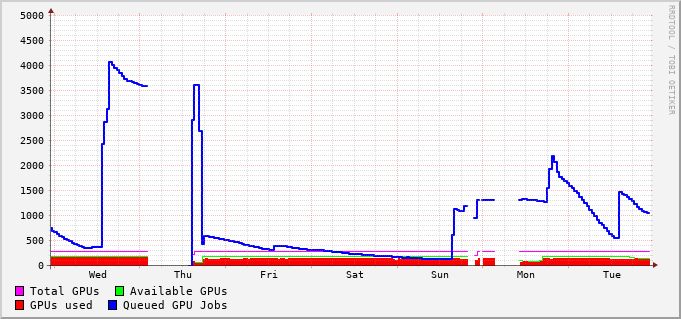 5000
4500
4000
3500
3000
2500
2000
1500
1000
500
0
Wed Thu Fri Sat Sun Mon Tue
Total GPUs Available GPUs
GPUs used Queued GPU Jobs
RRDTOOL / TOBI OETIKER